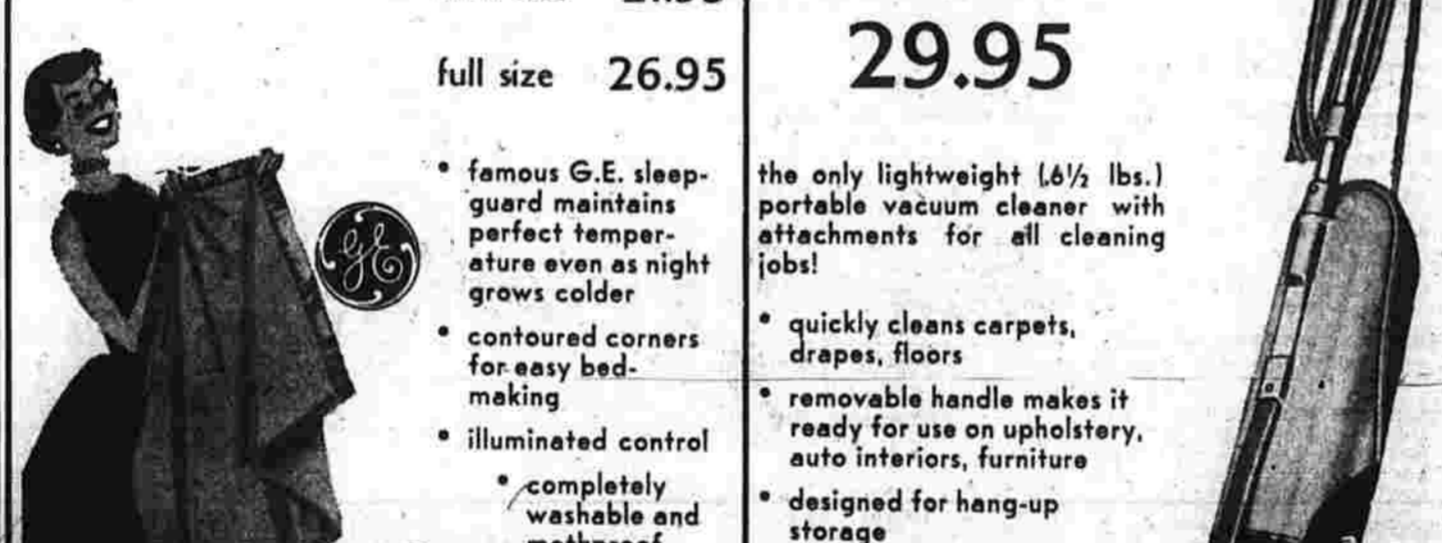 full size 26.95
• famous G.E. sleep-
guard maintains
perfect temper-
ature even as night
grows colder
• contoured corners
for easy bed-
making
• illuminated control
• completely
washable and
mothproof
GE
29.95
the only lightweight (.6½ lbs.)
portable vacuum cleaner with
attachments for all cleaning
jobs!
• quickly cleans carpets,
drapes, floors
• removable handle makes it
ready for use on upholstery,
auto interiors, furniture
• designed for hang-up
storage